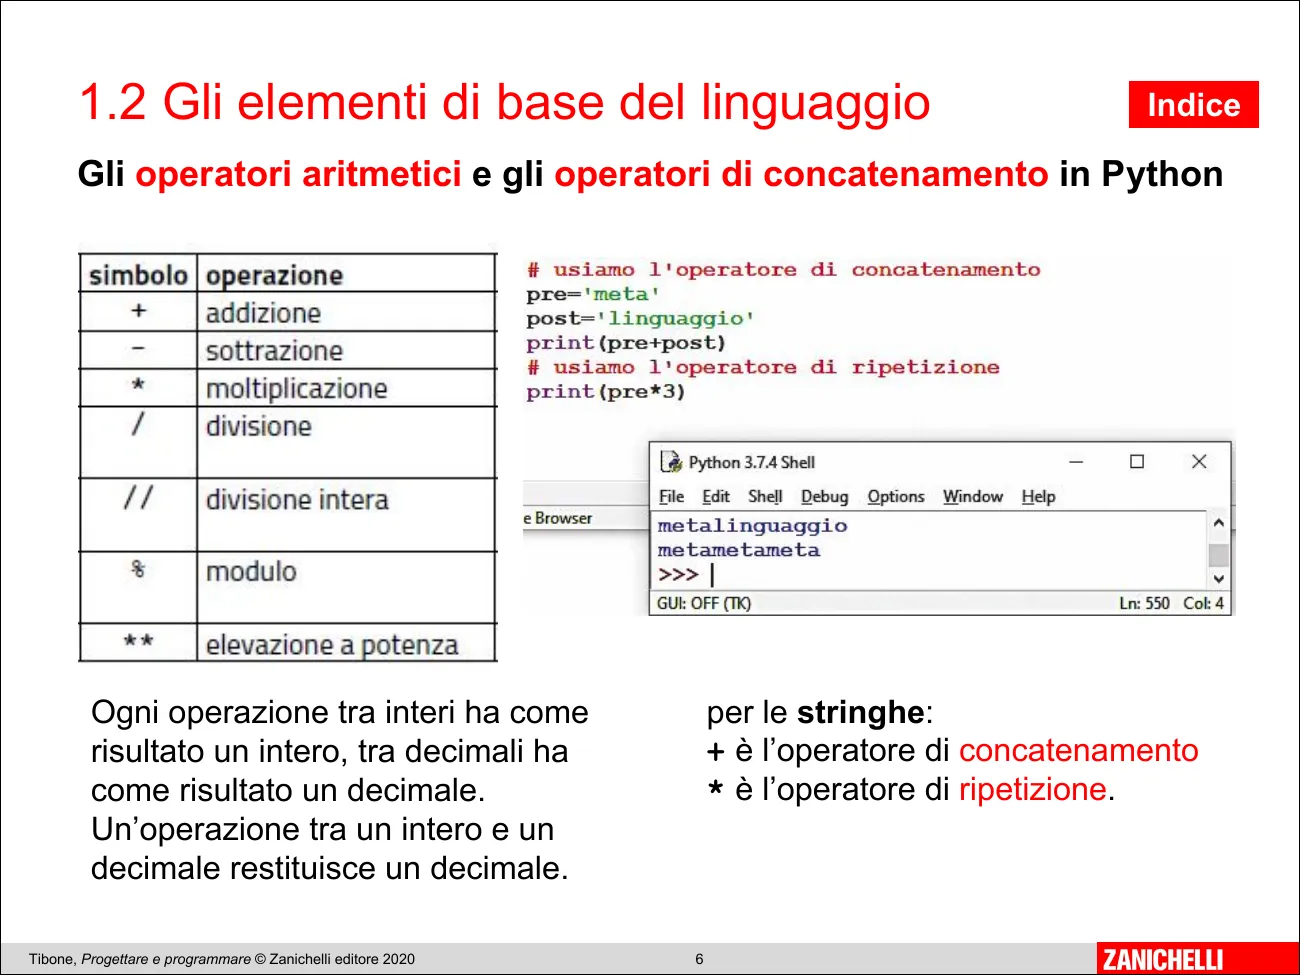 1.2 Gli elementi di base del linguaggio
Indice
Gli operatori aritmetici e gli operatori di concatenamento in Python
simbolo operazione
+ addizione
- sottrazione
* moltiplicazione
/ divisione
// divisione intera
% modulo
** elevazione a potenza
# usiamo l'operatore di concatenamento
pre='meta'
post='linguaggio'
print(pre+post)
# usiamo l'operatore di ripetizione
print(pre*3)
e Browser
Python 3.7.4 Shell
File Edit Shell Debug Options Window Help
metalinguaggio
metametameta
>>>
GUI: OFF (TK) Ln: 550 Col: 4
Ogni operazione tra interi ha come
risultato un intero, tra decimali ha
come risultato un decimale.
Un’operazione tra un intero e un
decimale restituisce un decimale.
per le stringhe:
+ è l’operatore di concatenamento
* è l’operatore di ripetizione.
Tibone, Progettare e programmare © Zanichelli editore 2020
6
ZANICHELLI